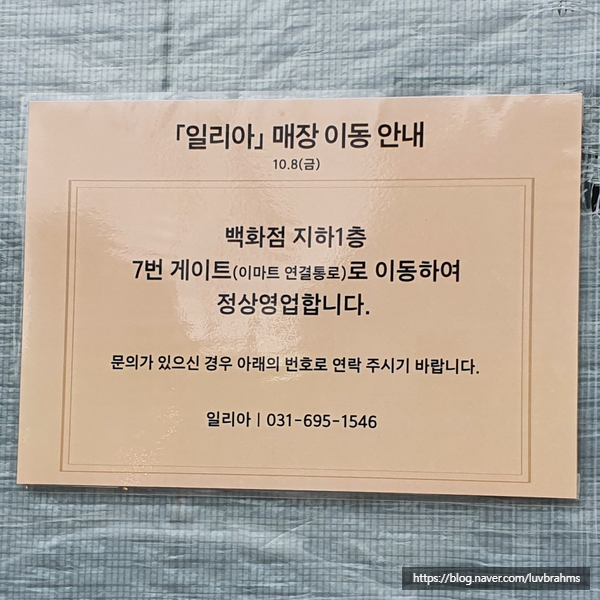 「일리아」 매장 이동 안내
10.8(금)
백화점 지하1층
7번 게이트(이마트 연결통로)로 이동하여
정상영업합니다.
문의가 있으신 경우 아래의 번호로 연락 주시기 바랍니다.
일리아 | 031-695-1546
https://blog.naver.com/luvbrahms